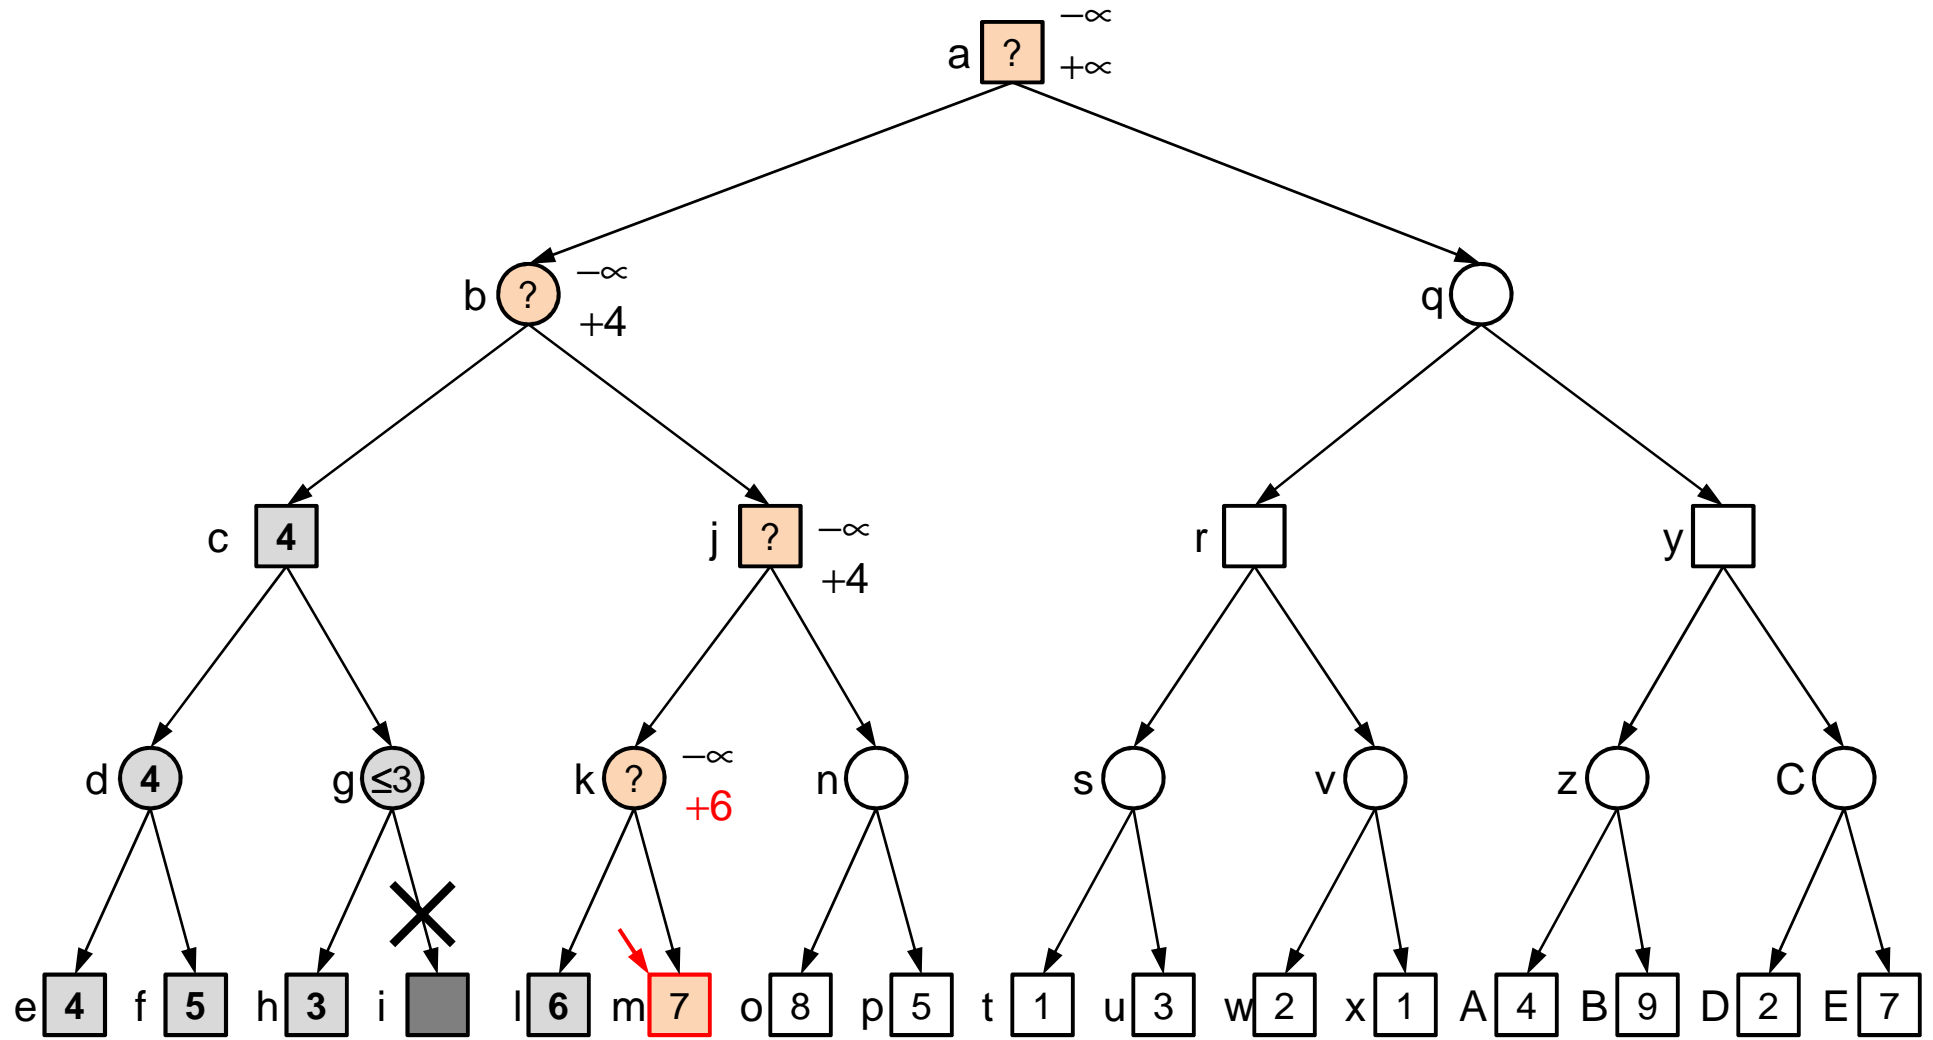 −∝
a ? +∝
b ? −∝
+4
q
c 4
j ? −∝
+4
r
y
d 4
g ≤3
k ? −∝
+6
n
s
v
z
C
e 4
f 5
h 3
i
l 6
m 7
o 8
p 5
t 1
u 3
w 2
x 1
A 4
B 9
D 2
E 7